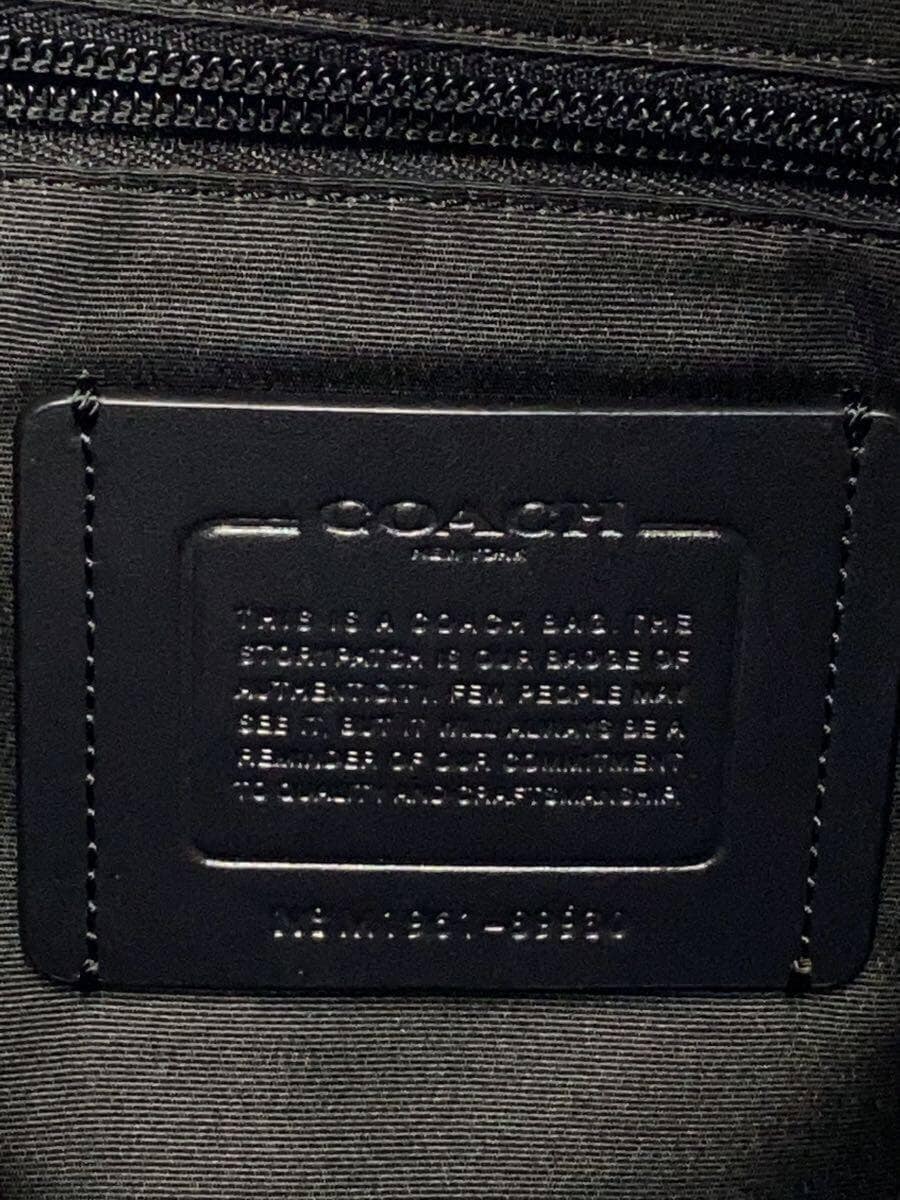 COACH
NEW YORK
THIS IS A COACH BAG. THE
STORYPATCH IS OUR BADGE OF
AUTHENTICITY. FEW PEOPLE MAY
SEE IT, BUT IT WILL ALWAYS BE A
REMINDER OF OUR COMMITMENT
TO QUALITY AND CRAFTSMANSHIP.